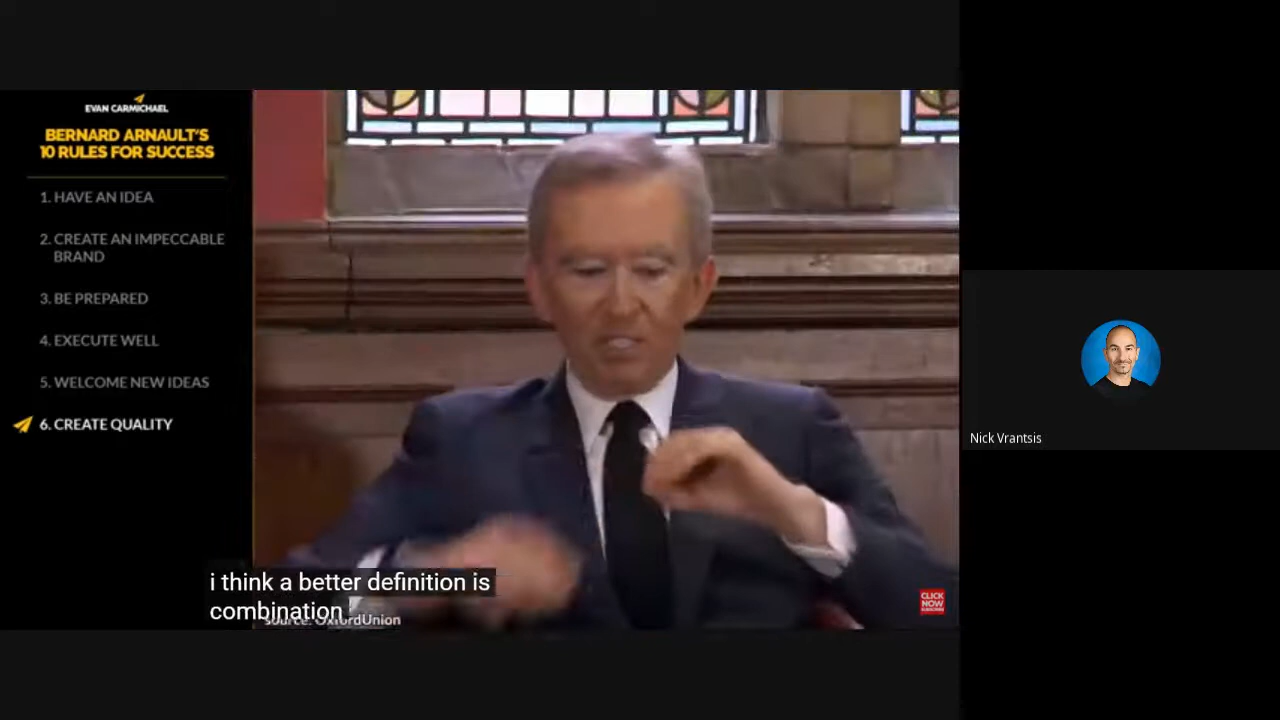 EVAN CARMICHAEL
BERNARD ARNAULT'S
10 RULES FOR SUCCESS
1. HAVE AN IDEA
2. CREATE AN IMPECCABLE
BRAND
3. BE PREPARED
4. EXECUTE WELL
5. WELCOME NEW IDEAS
6. CREATE QUALITY
i think a better definition is
combination
Source: OxfordUnion
CLICK
NOW
SUBSCRIBE
Nick Vrantsis